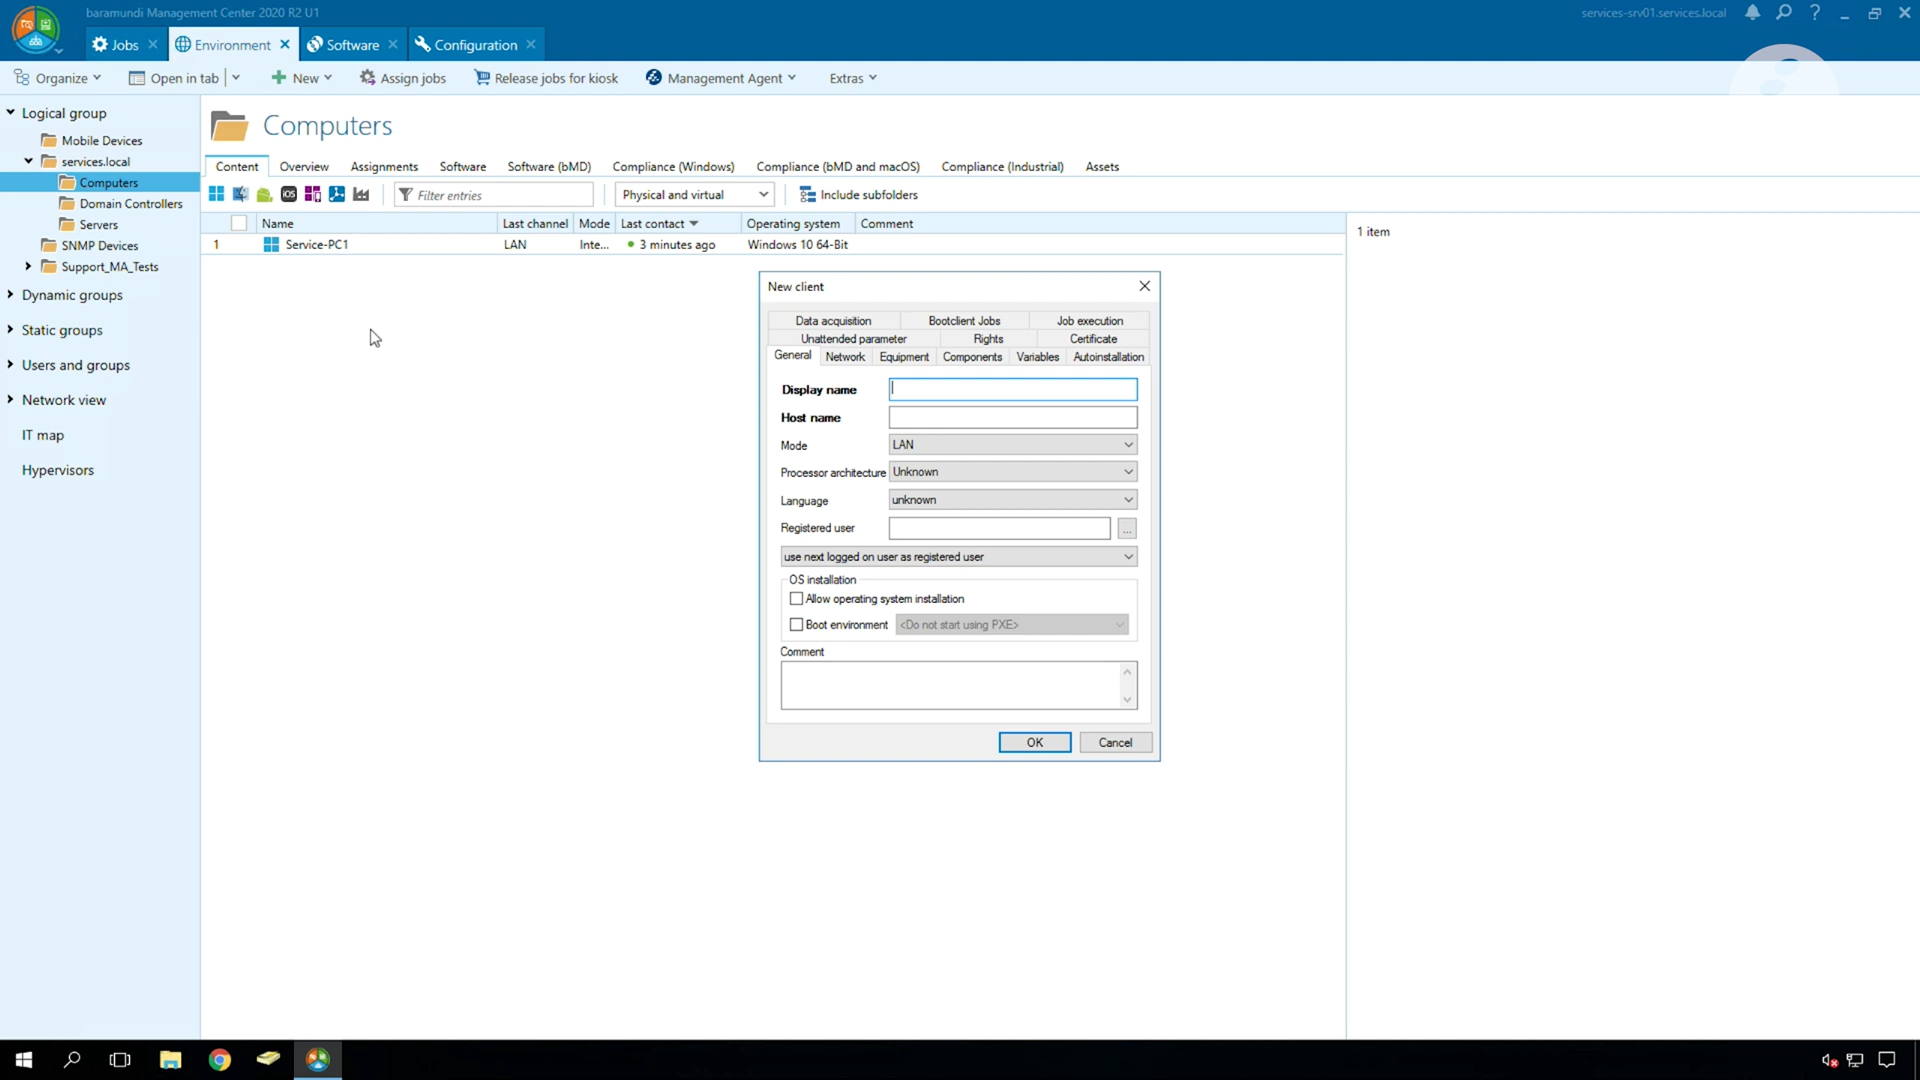 baramundi Management Center 2020 R2 U1
services-srv01.services.local
Jobs
Environment
Software
Configuration
Organize
Open in tab
New
Assign jobs
Release jobs for kiosk
Management Agent
Extras
Logical group
Mobile Devices
services.local
Computers
Domain Controllers
Servers
SNMP Devices
Support_MA_Tests
Dynamic groups
Static groups
Users and groups
Network view
IT map
Hypervisors
Computers
Content Overview Assignments Software Software (bMD) Compliance (Windows) Compliance (bMD and macOS) Compliance (Industrial) Assets
iOS
Filter entries
Physical and virtual
Include subfolders
Name Last channel Mode Last contact Operating system Comment
1 Service-PC1 LAN Inte... 3 minutes ago Windows 10 64-Bit
1 item
New client
Data acquisition Bootclient Jobs Job execution
Unattended parameter Rights Certificate
General Network Equipment Components Variables Autoinstallation
Display name
Host name
Mode LAN
Processor architecture Unknown
Language unknown
Registered user ...
use next logged on user as registered user
OS installation
Allow operating system installation
Boot environment <Do not start using PXE>
Comment
OK Cancel